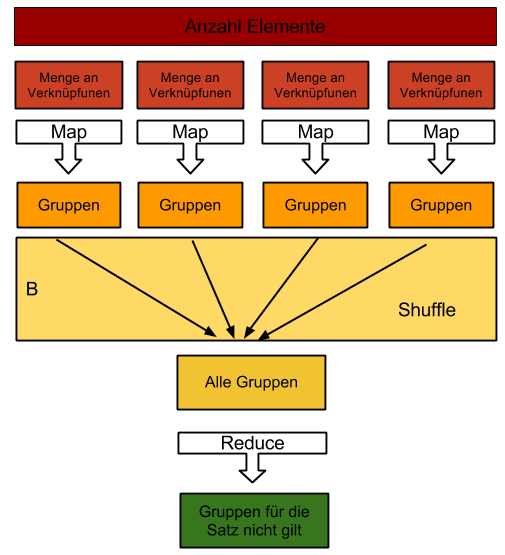 Anzahl Elemente
Menge an
Verknüpfunen
Menge an
Verknüpfunen
Menge an
Verknüpfunen
Menge an
Verknüpfunen
Map
Map
Map
Map
Gruppen
Gruppen
Gruppen
Gruppen
B
Shuffle
Alle Gruppen
Reduce
Gruppen für die
Satz nicht gilt